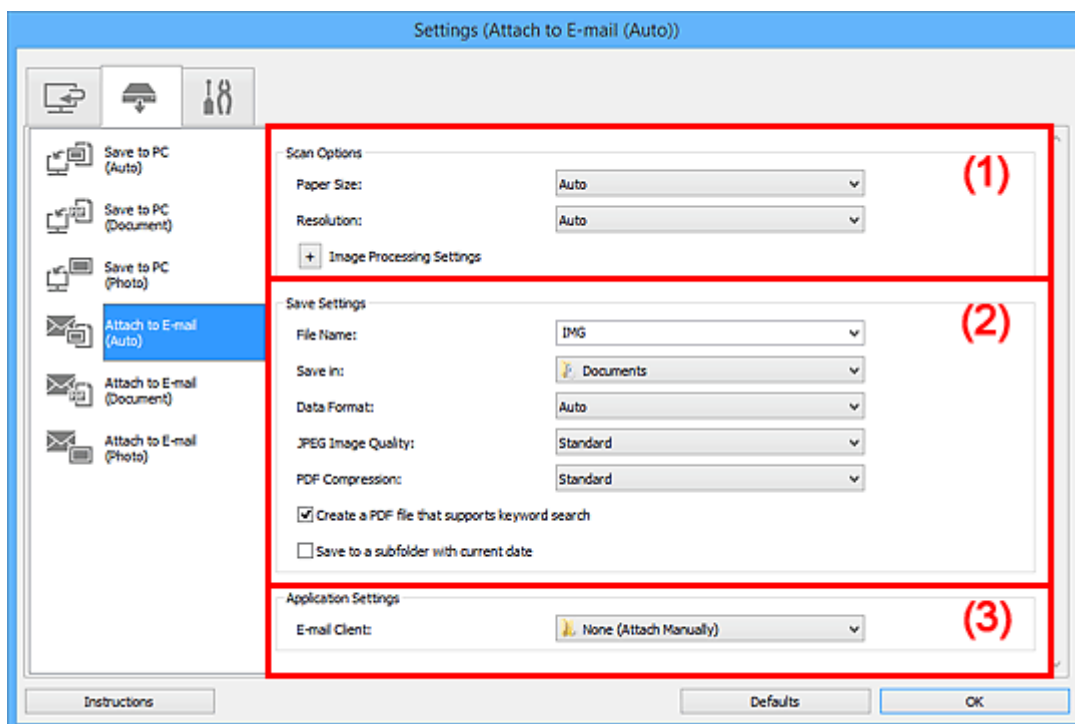 Settings (Attach to E-mail (Auto))
Save to PC
(Auto)
Save to PC
(Document)
Save to PC
(Photo)
Attach to E-mail
(Auto)
Attach to E-mail
(Document)
Attach to E-mail
(Photo)
Scan Options
(1)
Paper Size: Auto
Resolution: Auto
+ Image Processing Settings
Save Settings
(2)
File Name: IMG
Save in: Documents
Data Format: Auto
JPEG Image Quality: Standard
PDF Compression: Standard
Create a PDF file that supports keyword search
Save to a subfolder with current date
Application Settings
(3)
E-mail Client: None (Attach Manually)
Instructions Defaults OK